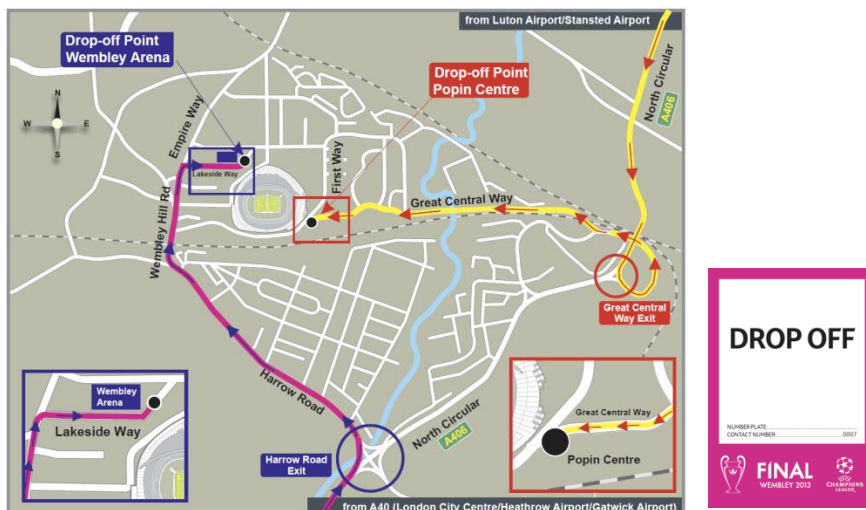 from Luton Airport/Stansted Airport
Drop-off Point
Wembley Arena
Drop-off Point
Popin Centre
North Circular
A406
N
W E
S
Empire Way
Lakeside Way
First Way
Great Central Way
Wembley Hill Rd
Great Central
Way Exit
Harrow Road
Wembley
Arena
Lakeside Way
Harrow Road
Exit
North Circular
A406
Great Central Way
Popin Centre
from A40 (London City Centre/Heathrow Airport/Gatwick Airport)
DROP OFF
NUMBER PLATE
CONTACT NUMBER 0007
FINAL
WEMBLEY 2013
UEFA
CHAMPIONS
LEAGUE